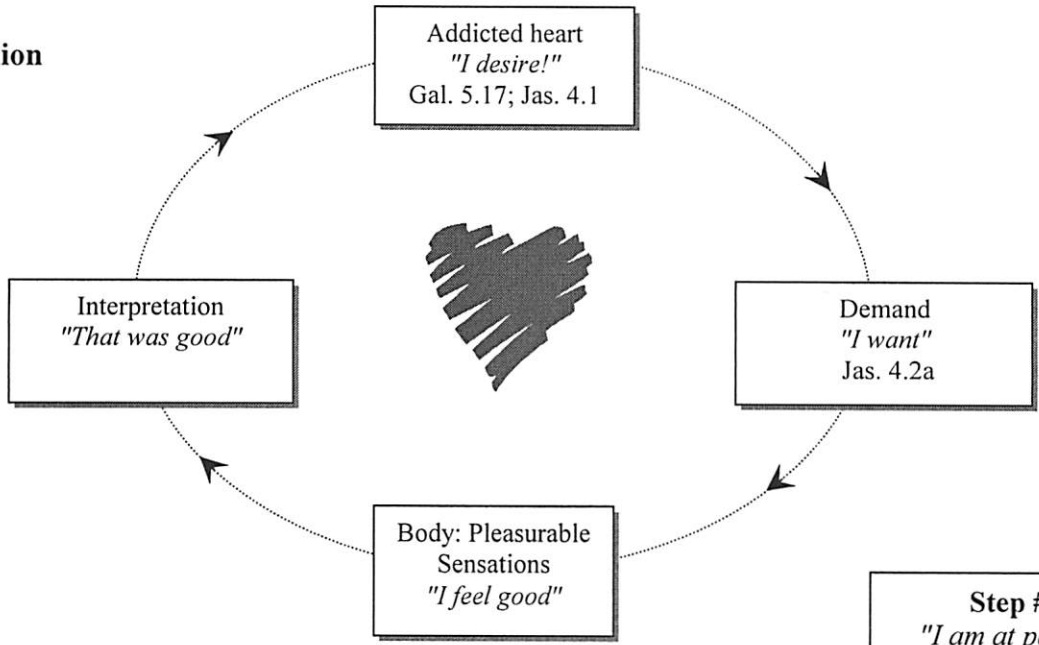 ion
Addicted heart
"I desire!"
Gal. 5.17; Jas. 4.1
Interpretation
"That was good"
Demand
"I want"
Jas. 4.2a
Body: Pleasurable
Sensations
"I feel good"
Step #
"I am at p